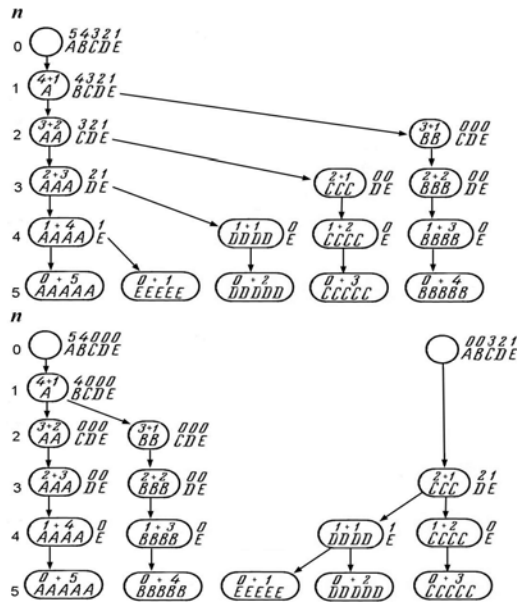 n
0 54321
ABCDE
1 4+1 4321
A BCDE
2 3+2 321 3+1 000
AA CDE BB CDE
3 2+3 21 2+1 00 2+2 00
AAA DE CCC DE BBB DE
4 1+4 1 1+1 0 1+2 0 1+3 0
AAAA E DDDD E CCCC E BBBB E
5 0+5 0+1 0+2 0+3 0+4
AAAAA EEEEE DDDDD CCCCC BBBBB
n
0 54000 00321
ABCDE ABCDE
1 4+1 4000
A BCDE
2 3+2 000 3+1 000
AA CDE BB CDE
3 2+3 00 2+2 00 2+1 21
AAA DE BBB DE CCC DE
4 1+4 0 1+3 0 1+1 1 1+2 0
AAAA E BBBB E DDDD E CCCC E
5 0+5 0+4 0+1 0+2 0+3
AAAAA BBBBB EEEEE DDDDD CCCCC